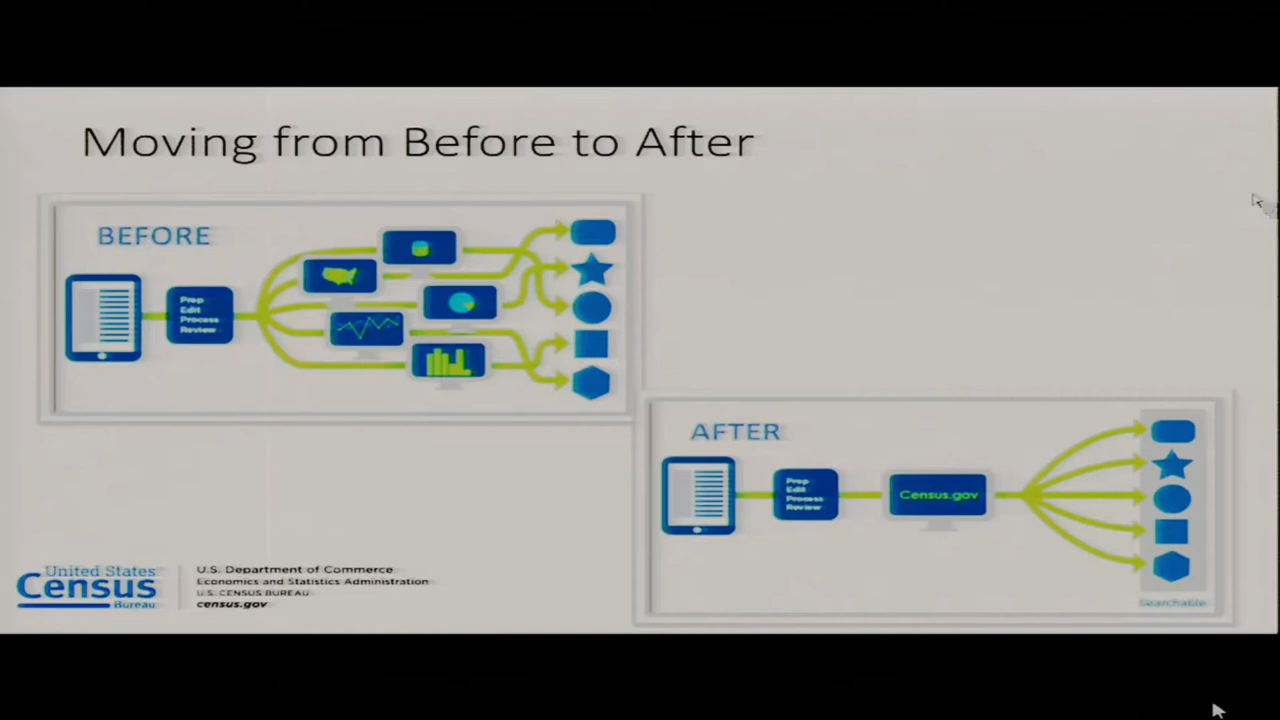 Moving from Before to After
BEFORE
Prep
Edit
Process
Review
AFTER
Prep
Edit
Process
Review
Census.gov
Searchable
United States
Census
Bureau
U.S. Department of Commerce
Economics and Statistics Administration
U.S. CENSUS BUREAU
census.gov